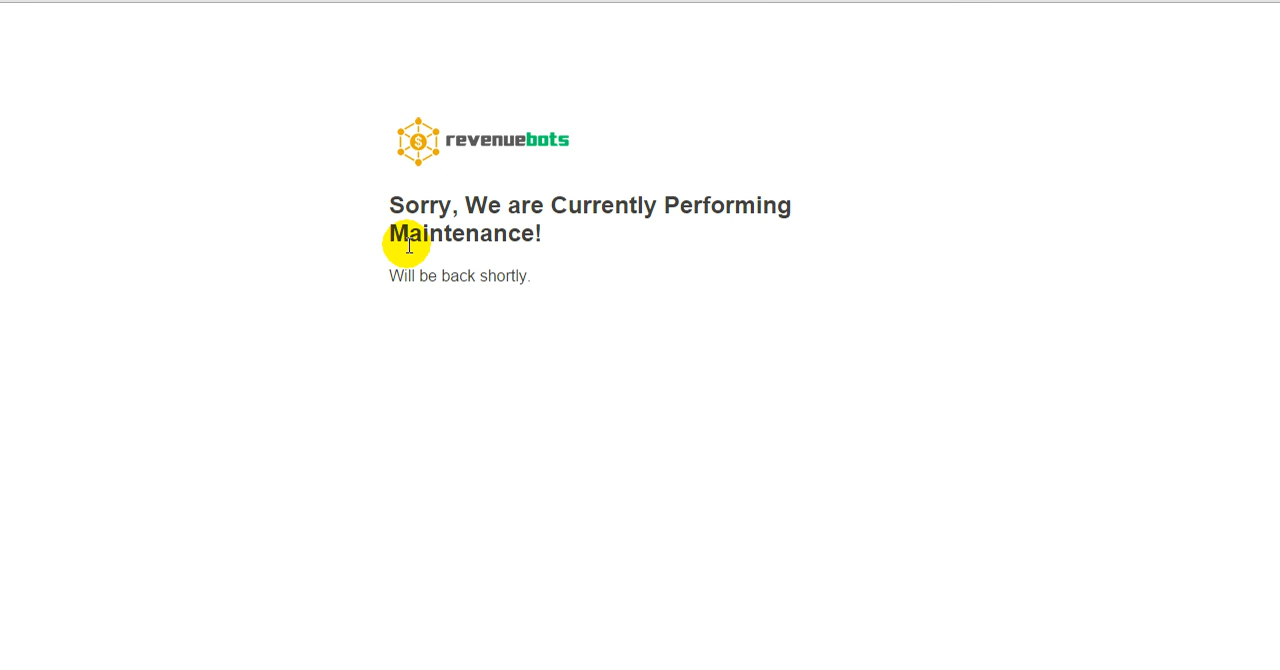 $ revenuebots
Sorry, We are Currently Performing
Maintenance!
Will be back shortly.